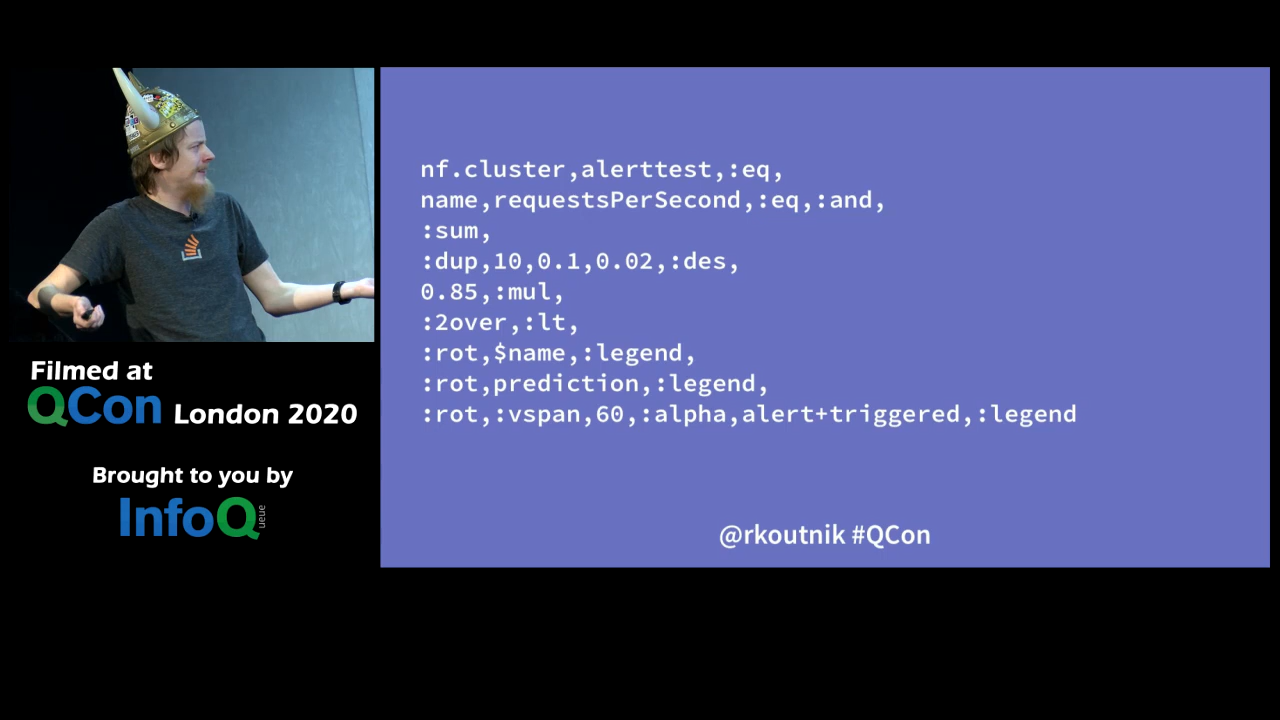 nf.cluster,alerttest,:eq,
name,requestsPerSecond,:eq,:and,
:sum,
:dup,10,0.1,0.02,:des,
0.85,:mul,
:2over,:lt,
:rot,$name,:legend,
:rot,prediction,:legend,
:rot,:vspan,60,:alpha,alert+triggered,:legend
@rkoutnik #QCon
Filmed at
QCon London 2020
Brought to you by
InfoQueue